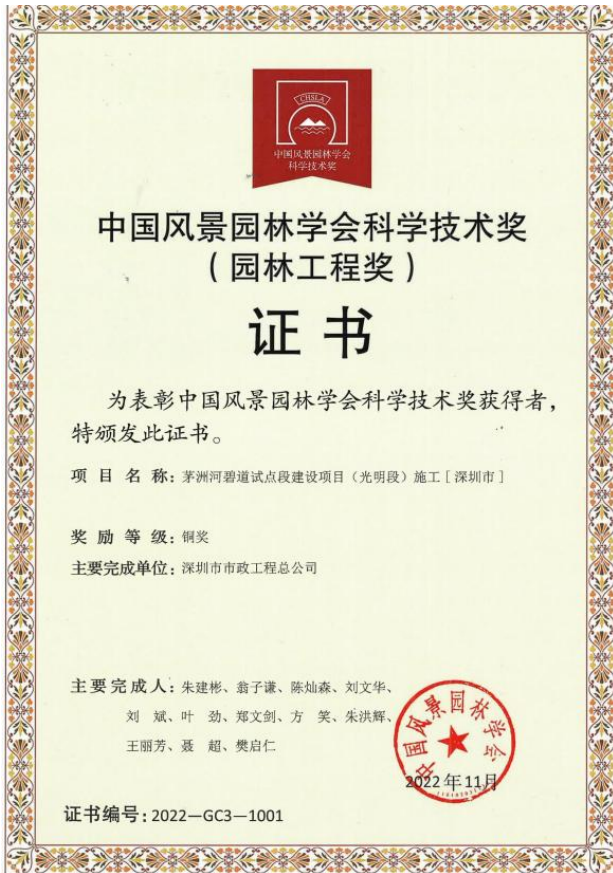 CHSLA
中国风景园林学会
科学技术奖
中国风景园林学会科学技术奖
（园林工程奖）
证书
为表彰中国风景园林学会科学技术奖获得者，
特颁发此证书。
项目名称：茅洲河碧道试点段建设项目（光明段）施工［深圳市］
奖励等级：铜奖
主要完成单位：深圳市市政工程总公司
主要完成人：朱建彬、翁子谦、陈灿森、刘文华、
刘斌、叶劲、郑文剑、方笑、朱洪辉、
王丽芳、聂超、樊启仁
中国风景园林学会
2022年11月
证书编号：2022—GC3—1001